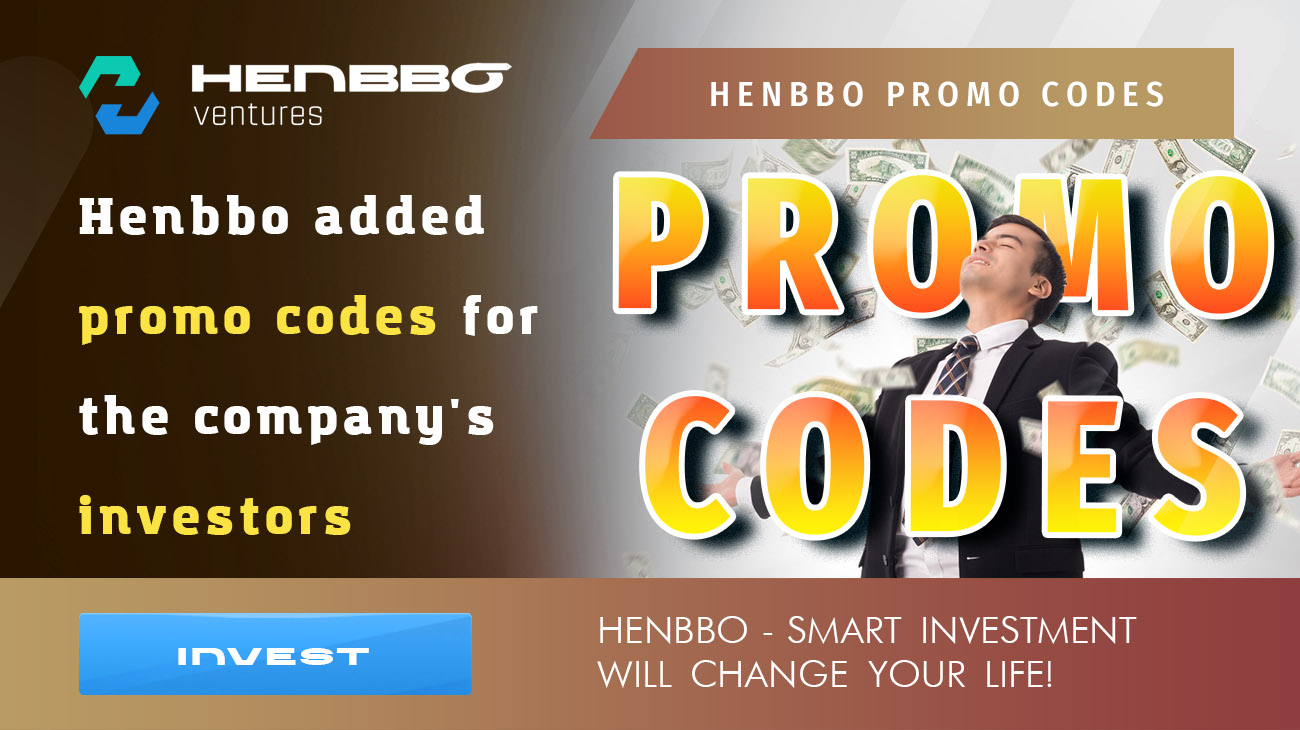 HENBBO
ventures
HENBBO PROMO CODES
Henbbo added
promo codes for
the company's
investors
PROMO
CODES
INVEST
HENBBO - SMART INVESTMENT
WILL CHANGE YOUR LIFE!